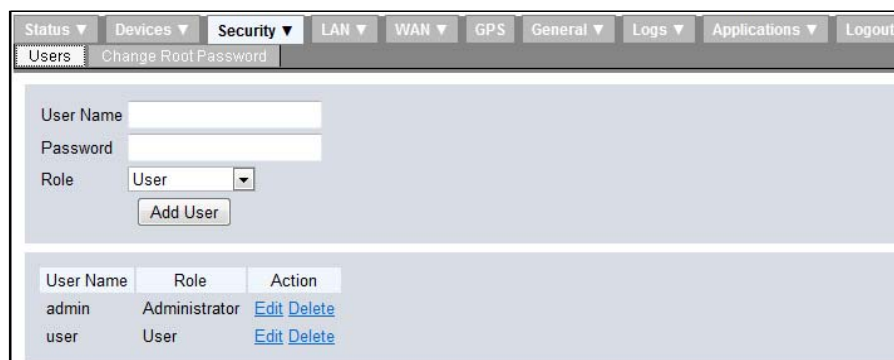 Status ▼ Devices ▼ Security ▼ LAN ▼ WAN ▼ GPS General ▼ Logs ▼ Applications ▼ Logout
Users Change Root Password
User Name
Password
Role User
Add User
User Name Role Action
admin Administrator Edit Delete
user User Edit Delete